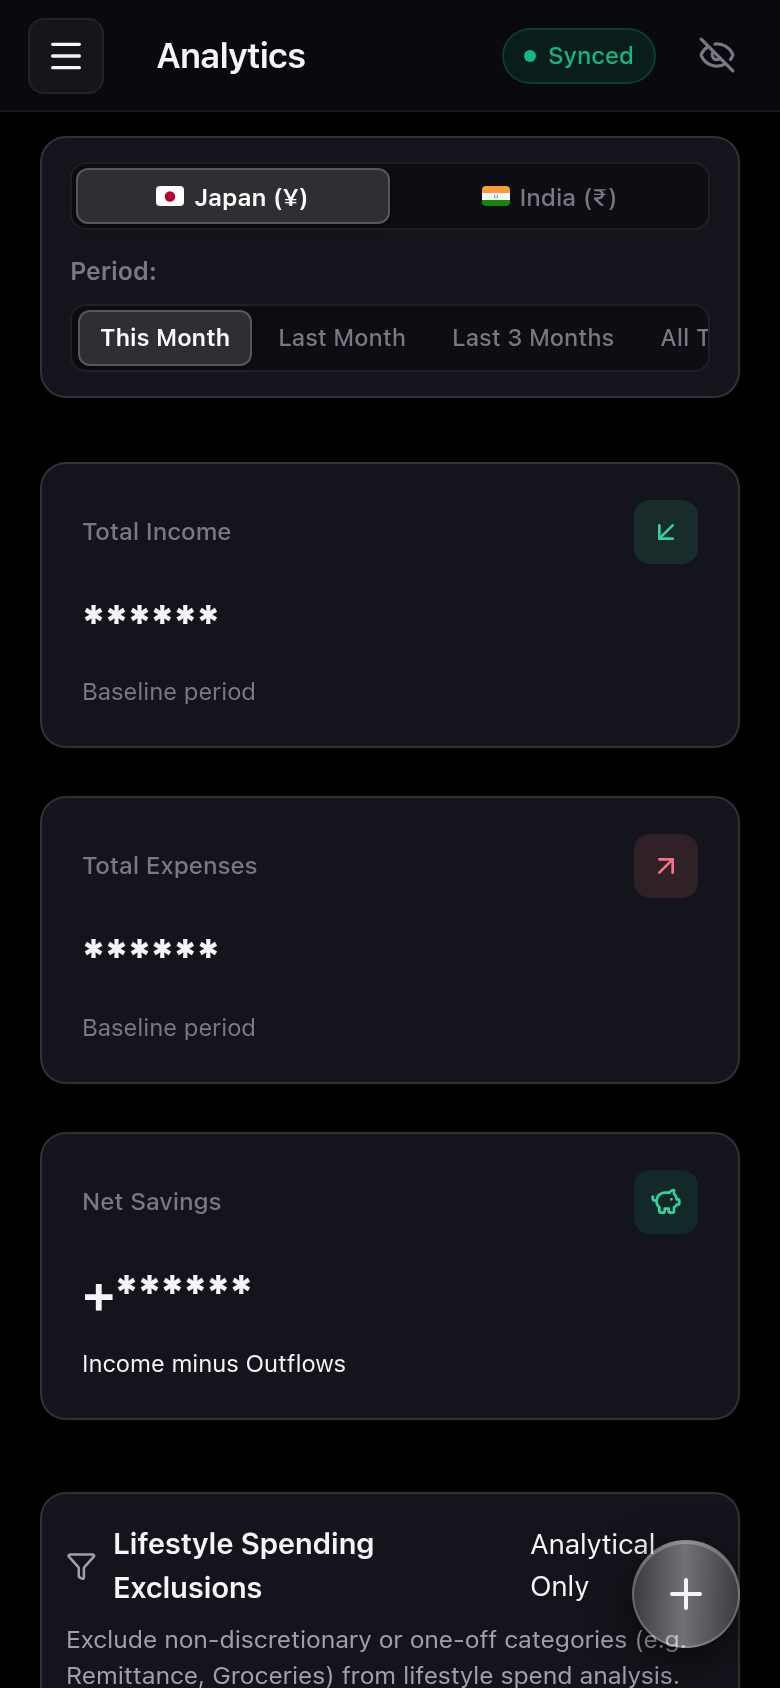 Analytics
Synced
Japan (¥)
India (₹)
Period:
This Month
Last Month
Last 3 Months
All T
Total Income
******
Baseline period
Total Expenses
******
Baseline period
Net Savings
+******
Income minus Outflows
Lifestyle Spending
Exclusions
Analytical
Only
Exclude non-discretionary or one-off categories (e.g.
Remittance, Groceries) from lifestyle spend analysis.